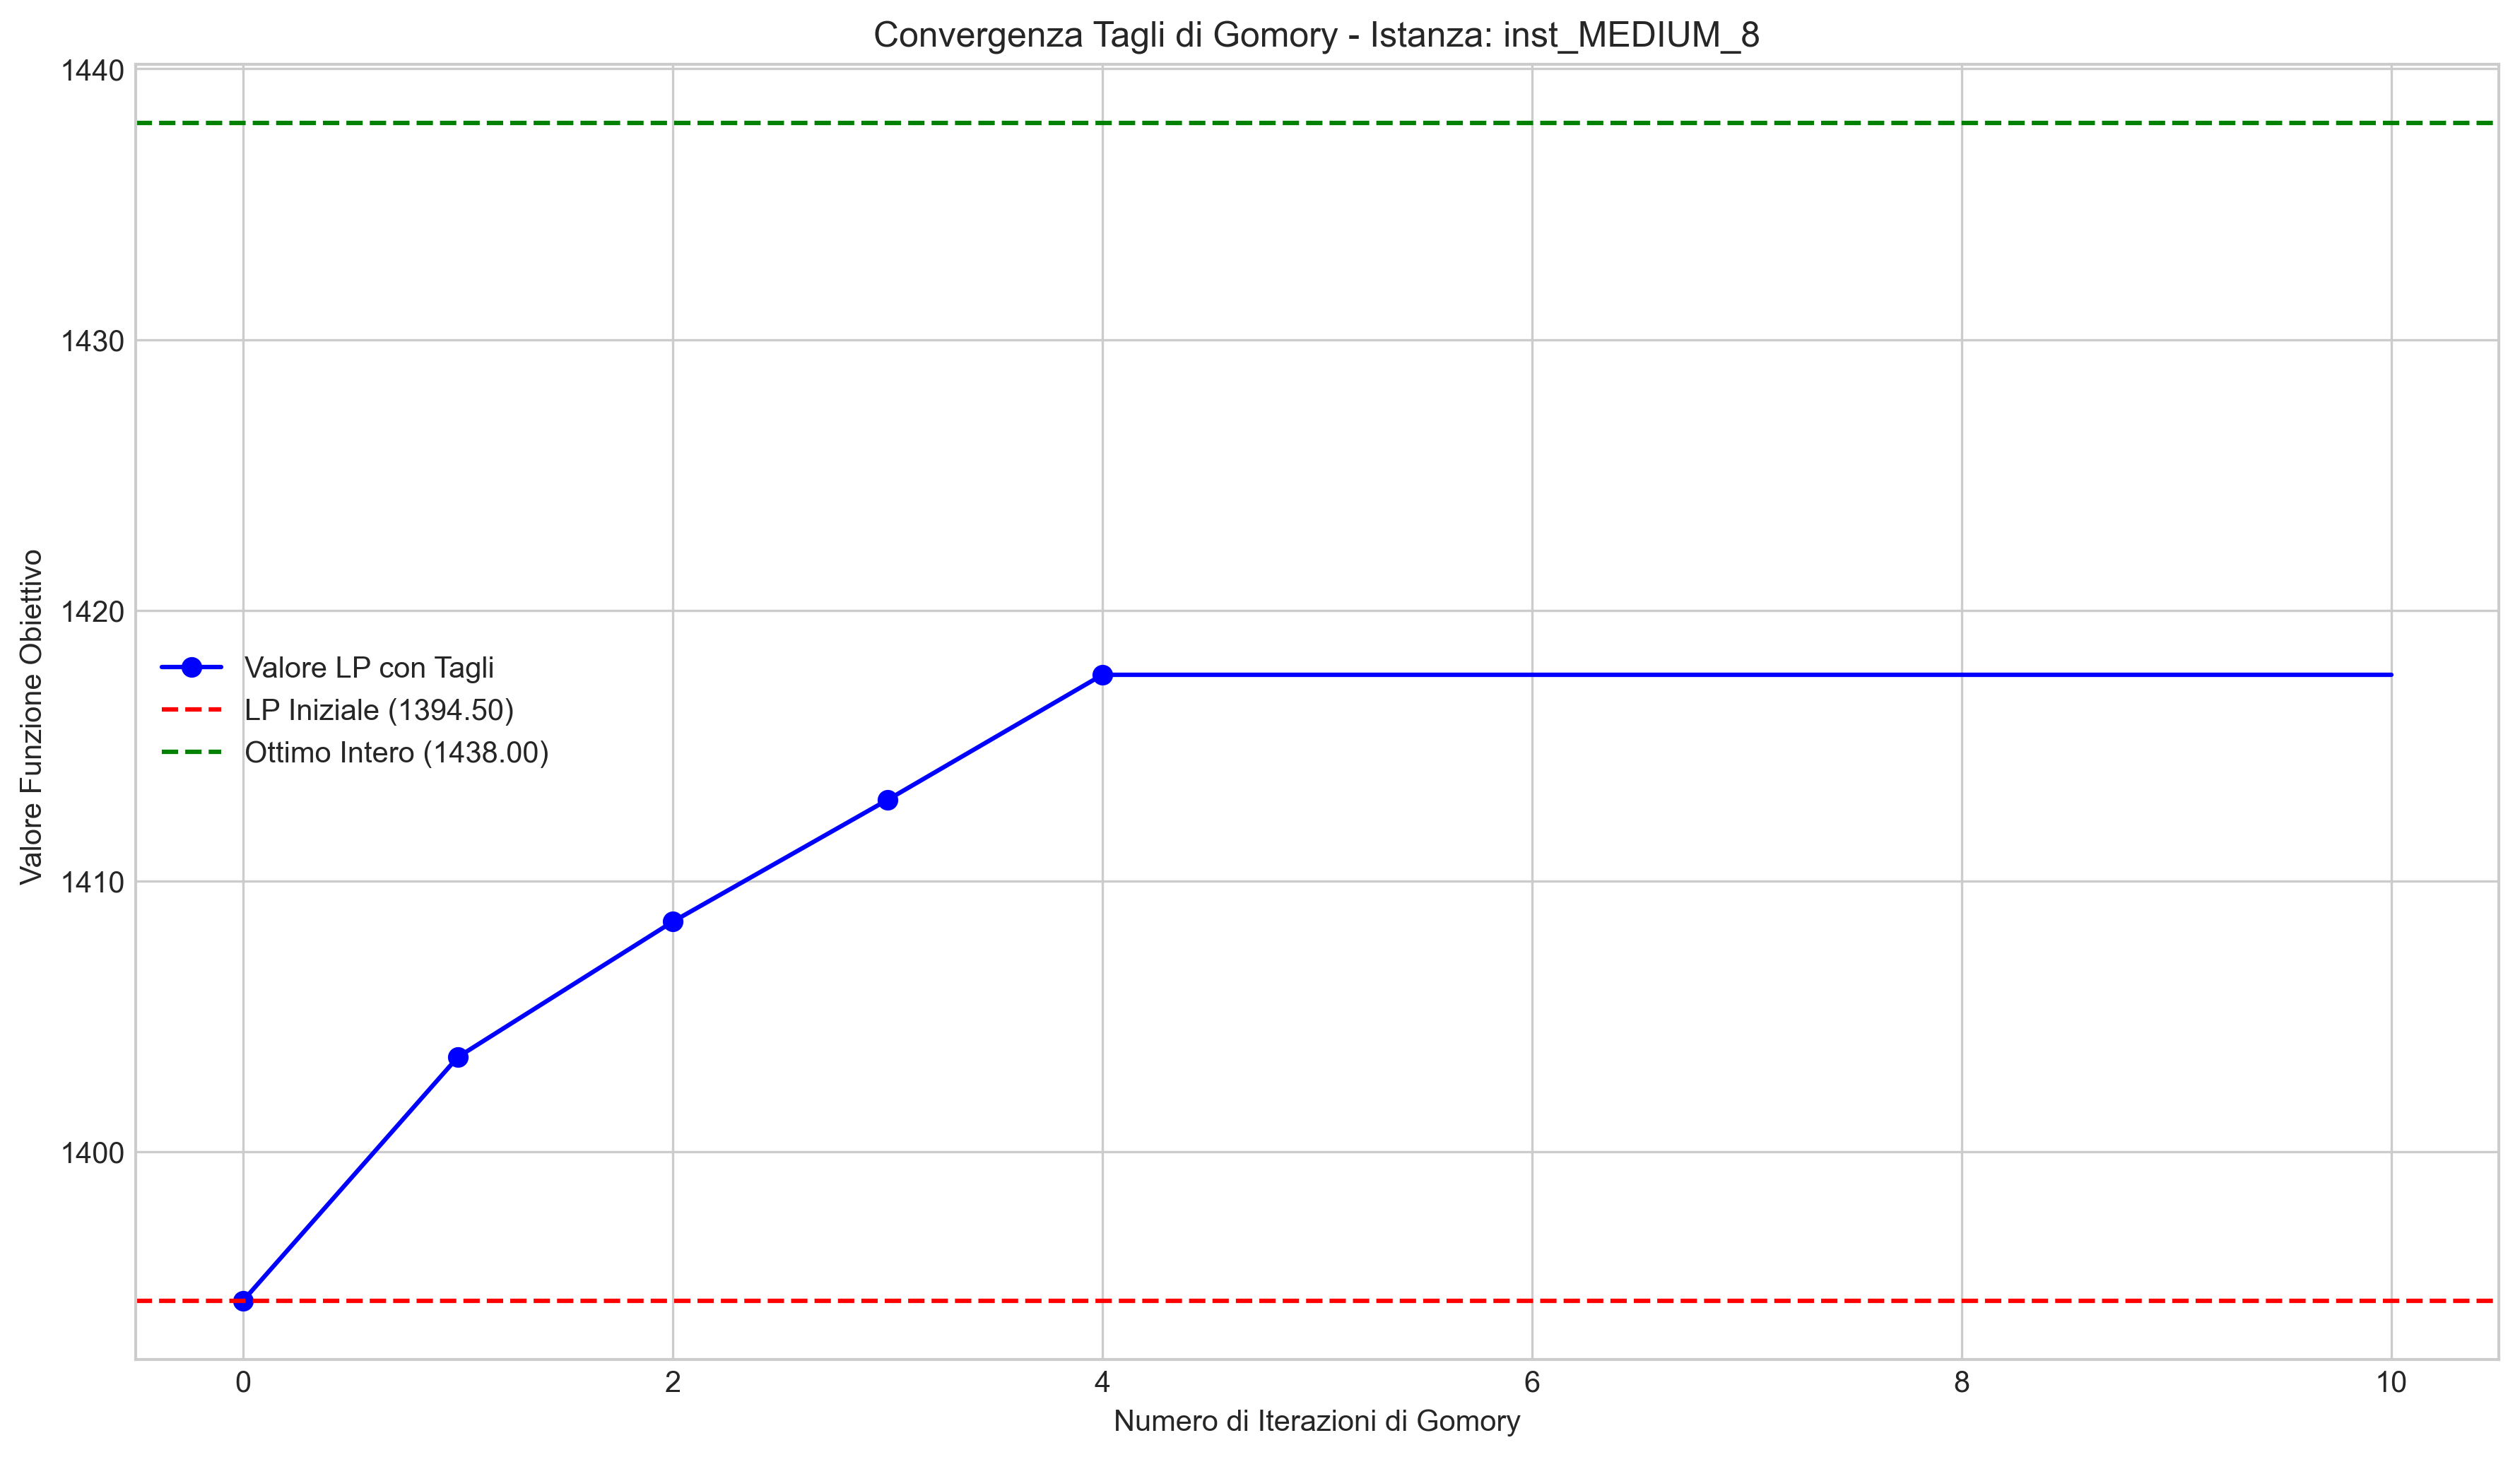 Convergenza Tagli di Gomory - Istanza: inst_MEDIUM_8
1440
1430
1420
1410
1400
Valore Funzione Obiettivo
Valore LP con Tagli
LP Iniziale (1394.50)
Ottimo Intero (1438.00)
0 2 4 6 8 10
Numero di Iterazioni di Gomory